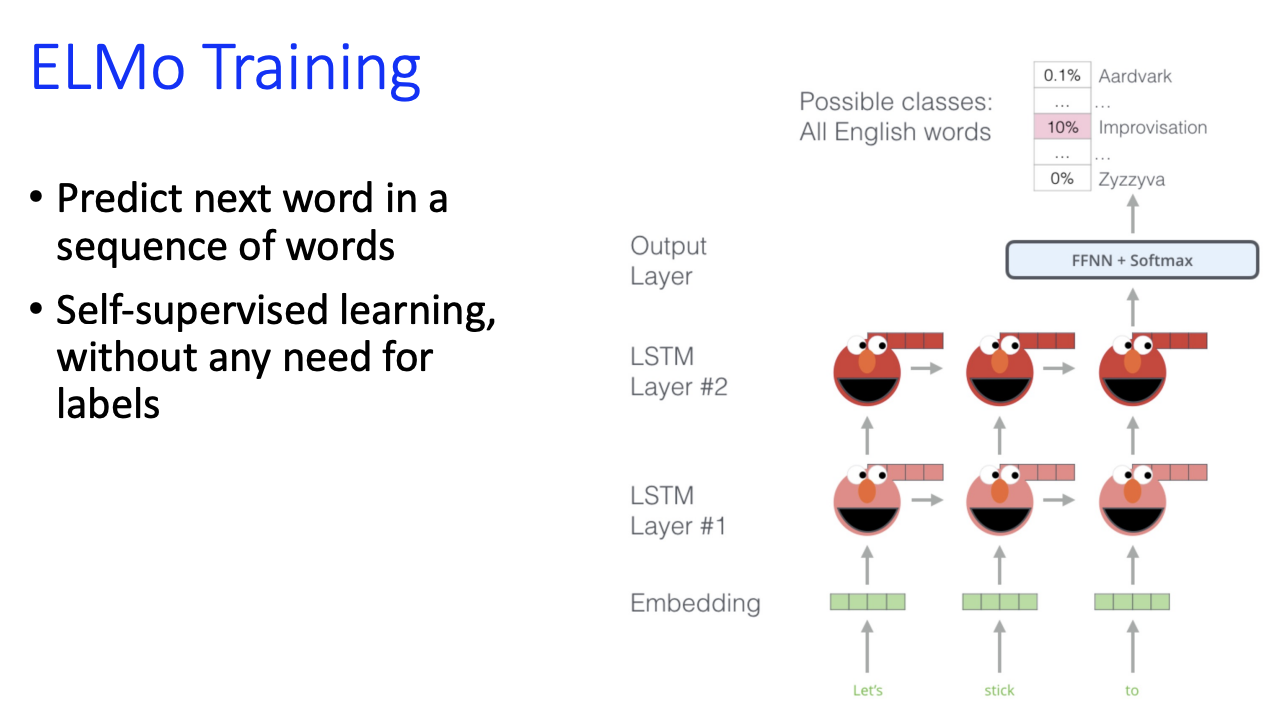 ELMo Training
• Predict next word in a
sequence of words
• Self-supervised learning,
without any need for
labels
Possible classes:
All English words
0.1% Aardvark
... ...
10% Improvisation
... ...
0% Zyzzyva
Output
Layer
FFNN + Softmax
LSTM
Layer #2
LSTM
Layer #1
Embedding
Let's stick to